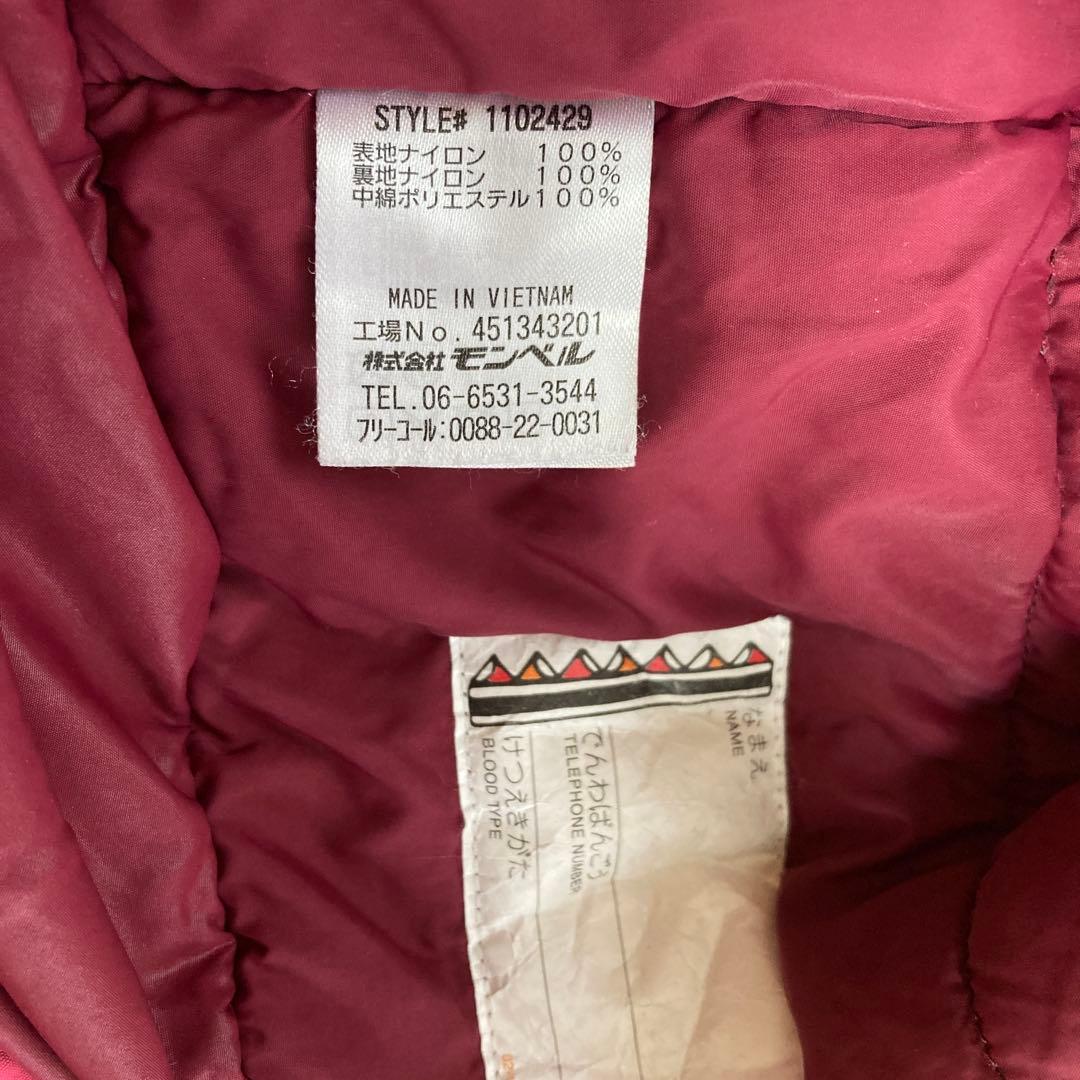 STYLE# 1102429
表地ナイロン 100%
裏地ナイロン 100%
中綿ポリエステル100%
MADE IN VIETNAM
工場No.451343201
株式会社モンベル
TEL.06-6531-3544
フリーコール:0088-22-0031
なまえ
NAME
でんわばんごう
TELEPHONE NUMBER
けつえきがた
BLOOD TYPE